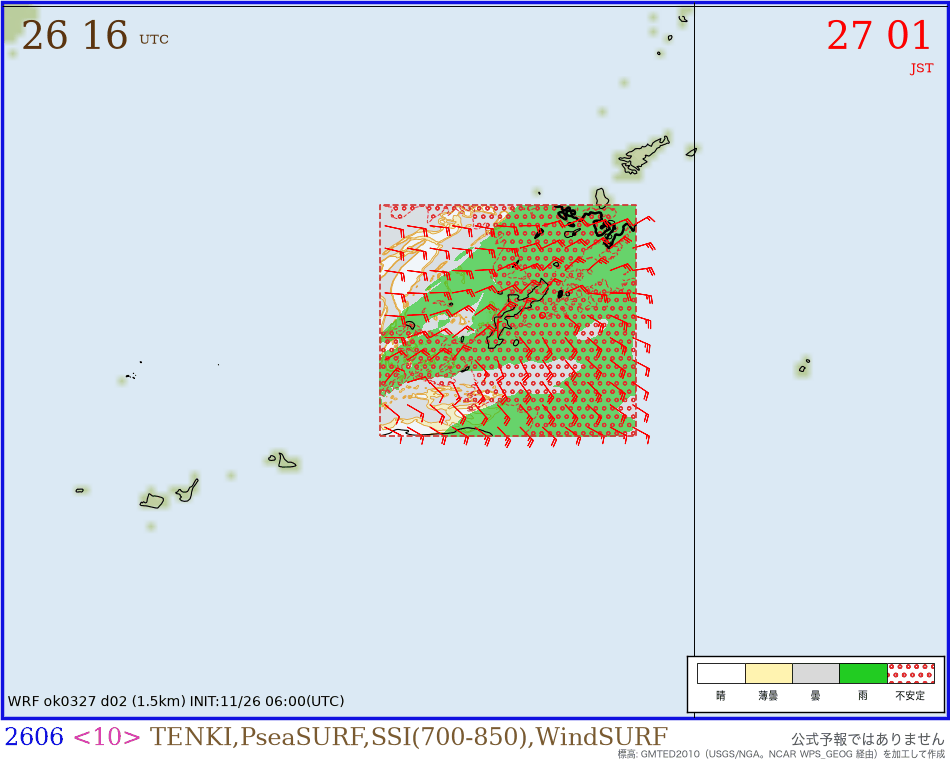 26 16 UTC
27 01
JST
WRF ok0327 d02 (1.5km) INIT:11/26 06:00(UTC)
晴 薄曇 曇 雨 不安定
2606 <10> TENKI,PseaSURF,SSI(700-850),WindSURF
公式予報ではありません
標高: GMTED2010（USGS/NGA。NCAR WPS_GEOG 経由）を加工して作成